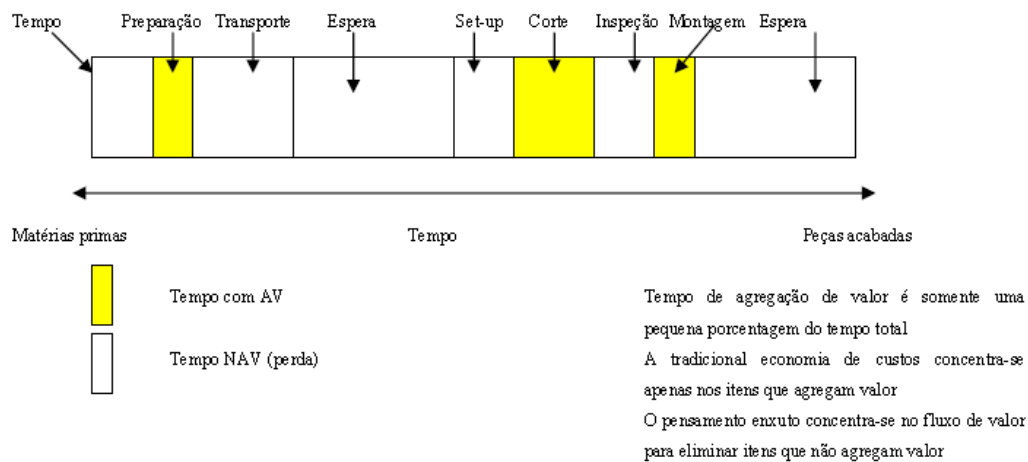 Tempo Preparação Transporte Espera Set-up Corte Inspeção Montagem Espera
Matérias primas Tempo Peças acabadas
Tempo com AV
Tempo NAV (perda)
Tempo de agregação de valor é somente uma
pequena porcentagem do tempo total
A tradicional economia de custos concentra-se
apenas nos itens que agregam valor
O pensamento enxuto concentra-se no fluxo de valor
para eliminar itens que não agregam valor